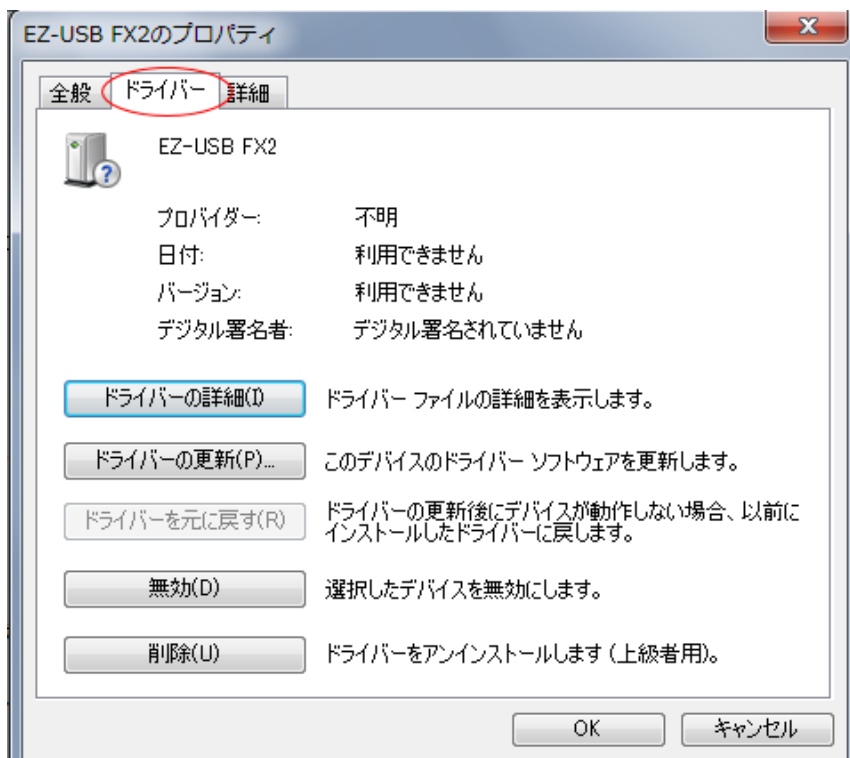 EZ-USB FX2のプロパティ
全般 ドライバー 詳細
EZ-USB FX2
プロバイダー: 不明
日付: 利用できません
バージョン: 利用できません
デジタル署名者: デジタル署名されていません
ドライバーの詳細(I) ドライバー ファイルの詳細を表示します。
ドライバーの更新(P)... このデバイスのドライバー ソフトウェアを更新します。
ドライバーを元に戻す(R) ドライバーの更新後にデバイスが動作しない場合、以前に
インストールしたドライバーに戻します。
無効(D) 選択したデバイスを無効にします。
削除(U) ドライバーをアンインストールします (上級者用)。
OK キャンセル